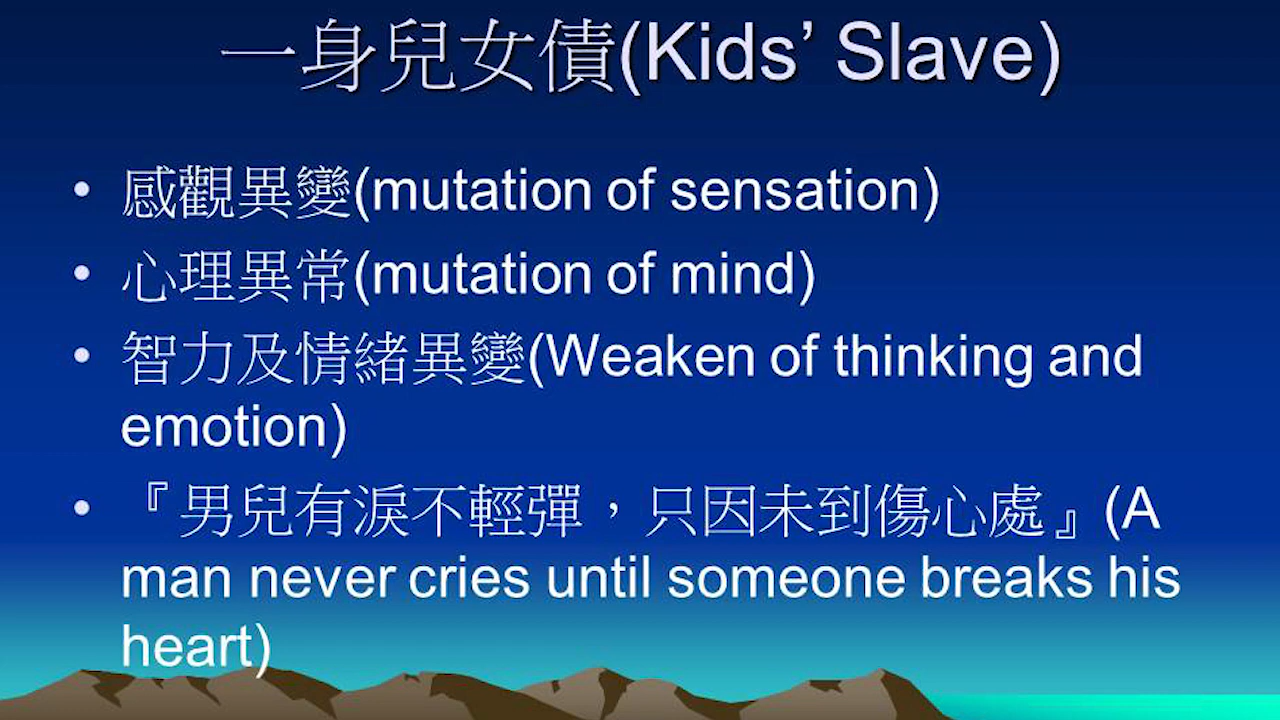 一身兒女債(Kids’ Slave)
• 感觀異變(mutation of sensation)
• 心理異常(mutation of mind)
• 智力及情緒異變(Weaken of thinking and
emotion)
• 『男兒有淚不輕彈，只因未到傷心處』(A
man never cries until someone breaks his
heart)